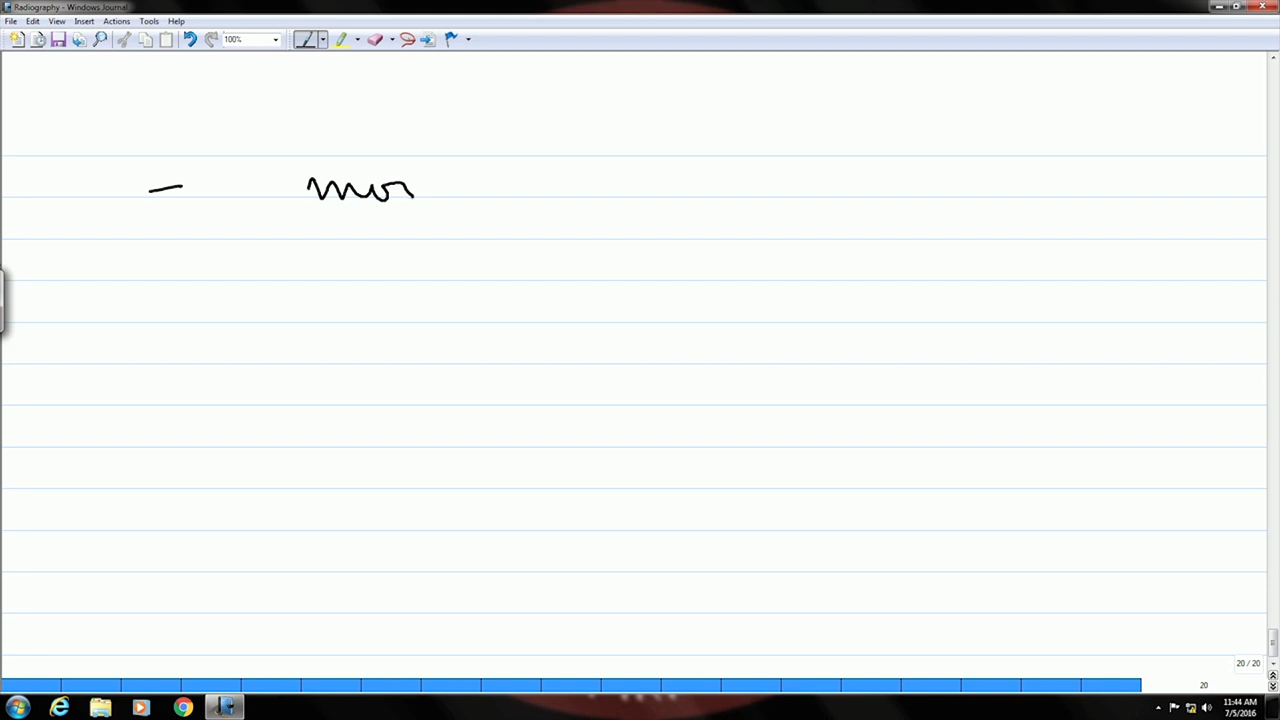 Radiography - Windows Journal
File Edit View Insert Actions Tools Help
100%
- mor
20 / 20
20
11:44 AM
7/5/2016